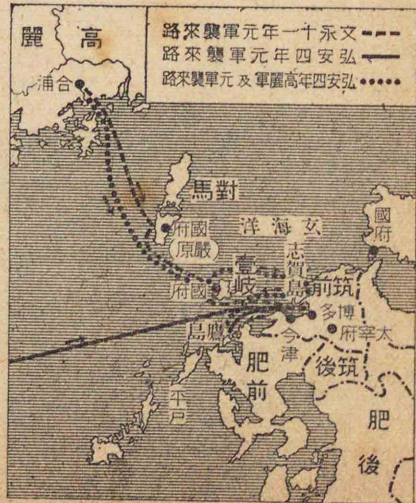 文永十一年元軍襲來路
弘安四年元軍襲來路
弘安四年高麗軍及元軍襲來路
高麗
合浦
對馬
國府
嚴原
玄海洋
志賀島
國府
壹岐
國府
筑前
博多
太宰府
今津
鷹島
筑後
肥前
肥後
平戸